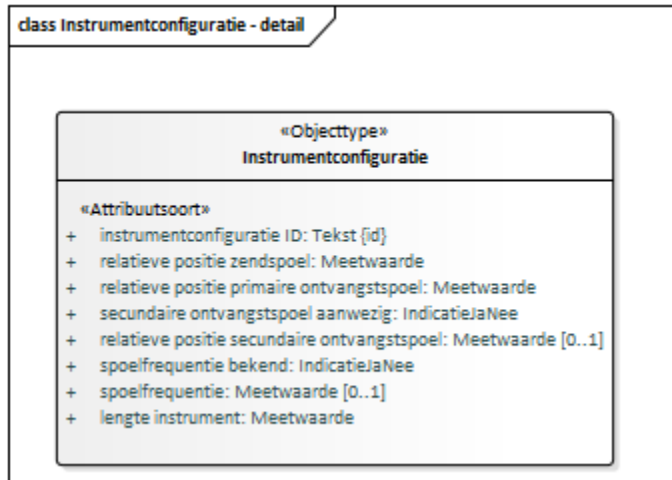 class Instrumentconfiguratie - detail
«Objecttype»
Instrumentconfiguratie
«Attribuutsoort»
+ instrumentconfiguratie ID: Tekst {id}
+ relatieve positie zendspoel: Meetwaarde
+ relatieve positie primaire ontvangstspoel: Meetwaarde
+ secundaire ontvangstspoel aanwezig: IndicatieJaNee
+ relatieve positie secundaire ontvangstspoel: Meetwaarde [0..1]
+ spoelfrequentie bekend: IndicatieJaNee
+ spoelfrequentie: Meetwaarde [0..1]
+ lengte instrument: Meetwaarde